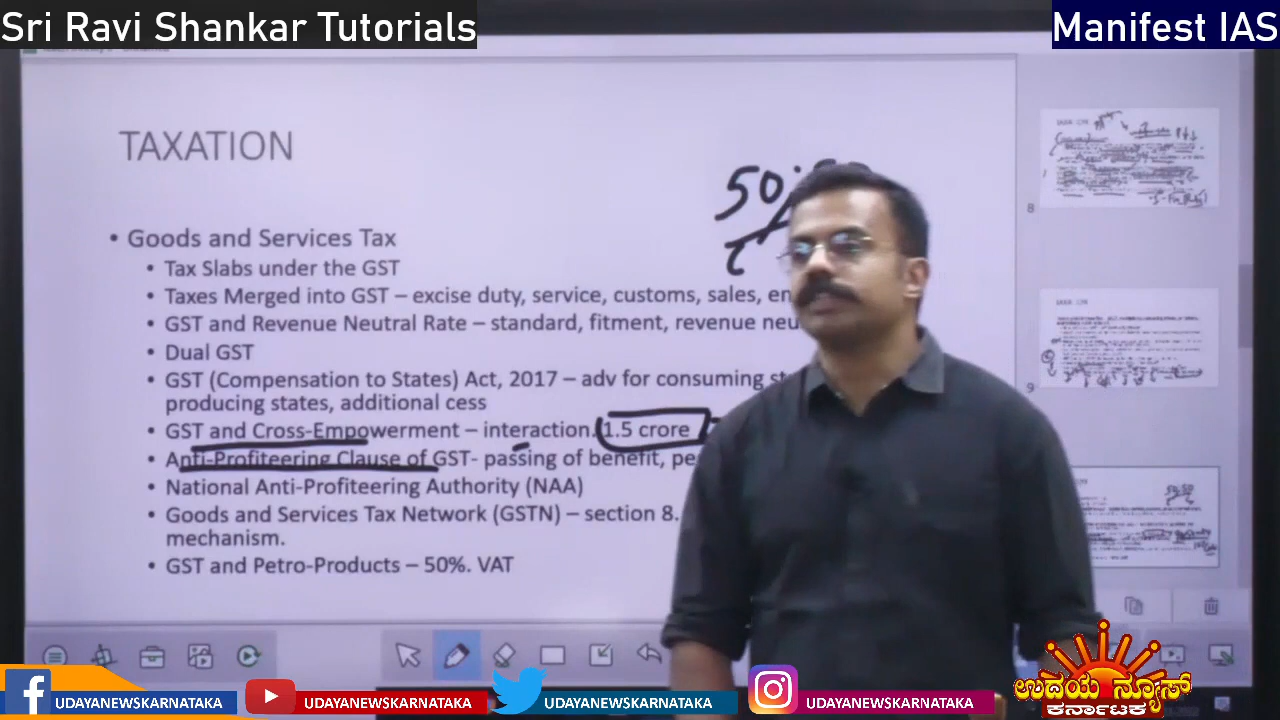 Sri Ravi Shankar Tutorials
Manifest IAS
TAXATION
50:
• Goods and Services Tax
• Tax Slabs under the GST
• Taxes Merged into GST – excise duty, service, customs, sales, en
• GST and Revenue Neutral Rate – standard, fitment, revenue neu
• Dual GST
• GST (Compensation to States) Act, 2017 – adv for consuming st
producing states, additional cess
• GST and Cross-Empowerment – interaction. 1.5 crore
• Anti-Profiteering Clause of GST- passing of benefit, pe
• National Anti-Profiteering Authority (NAA)
• Goods and Services Tax Network (GSTN) – section 8.
mechanism.
• GST and Petro-Products – 50%. VAT
8
9
UDAYANEWSKARNATAKA
UDAYANEWSKARNATAKA
UDAYANEWSKARNATAKA
UDAYANEWSKARNATAKA
ಉದಯ ನ್ಯೂಸ್
ಕರ್ನಾಟಕ